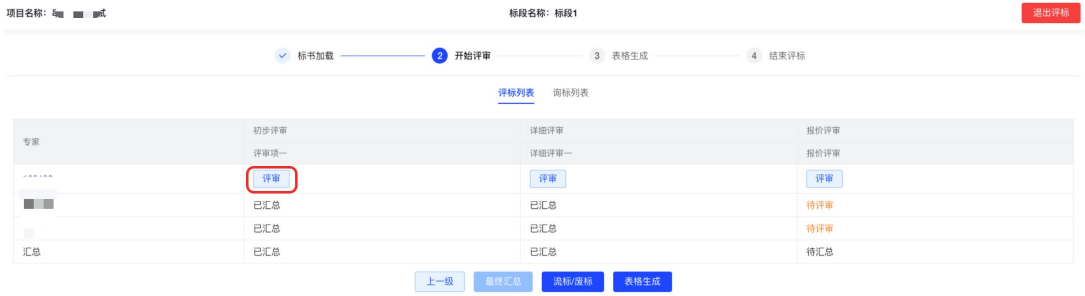 项目名称：
标段名称：标段1
退出评标
标书加载
2 开始评审
3 表格生成
4 结束评标
评标列表 询标列表
专家 初步评审 详细评审 报价评审
评审项一 详细评审一 报价评审
评审 评审 评审
已汇总 已汇总 待评审
已汇总 已汇总 待评审
汇总 已汇总 已汇总 待汇总
上一级 最终汇总 流标/废标 表格生成